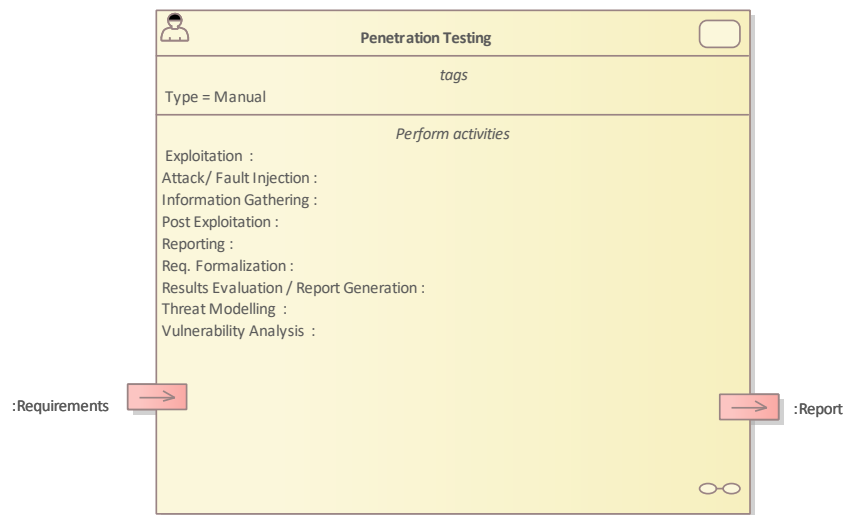 Penetration Testing
tags
Type = Manual
Perform activities
Exploitation :
Attack/ Fault Injection :
Information Gathering :
Post Exploitation :
Reporting :
Req. Formalization :
Results Evaluation / Report Generation :
Threat Modelling :
Vulnerability Analysis :
:Requirements
:Report